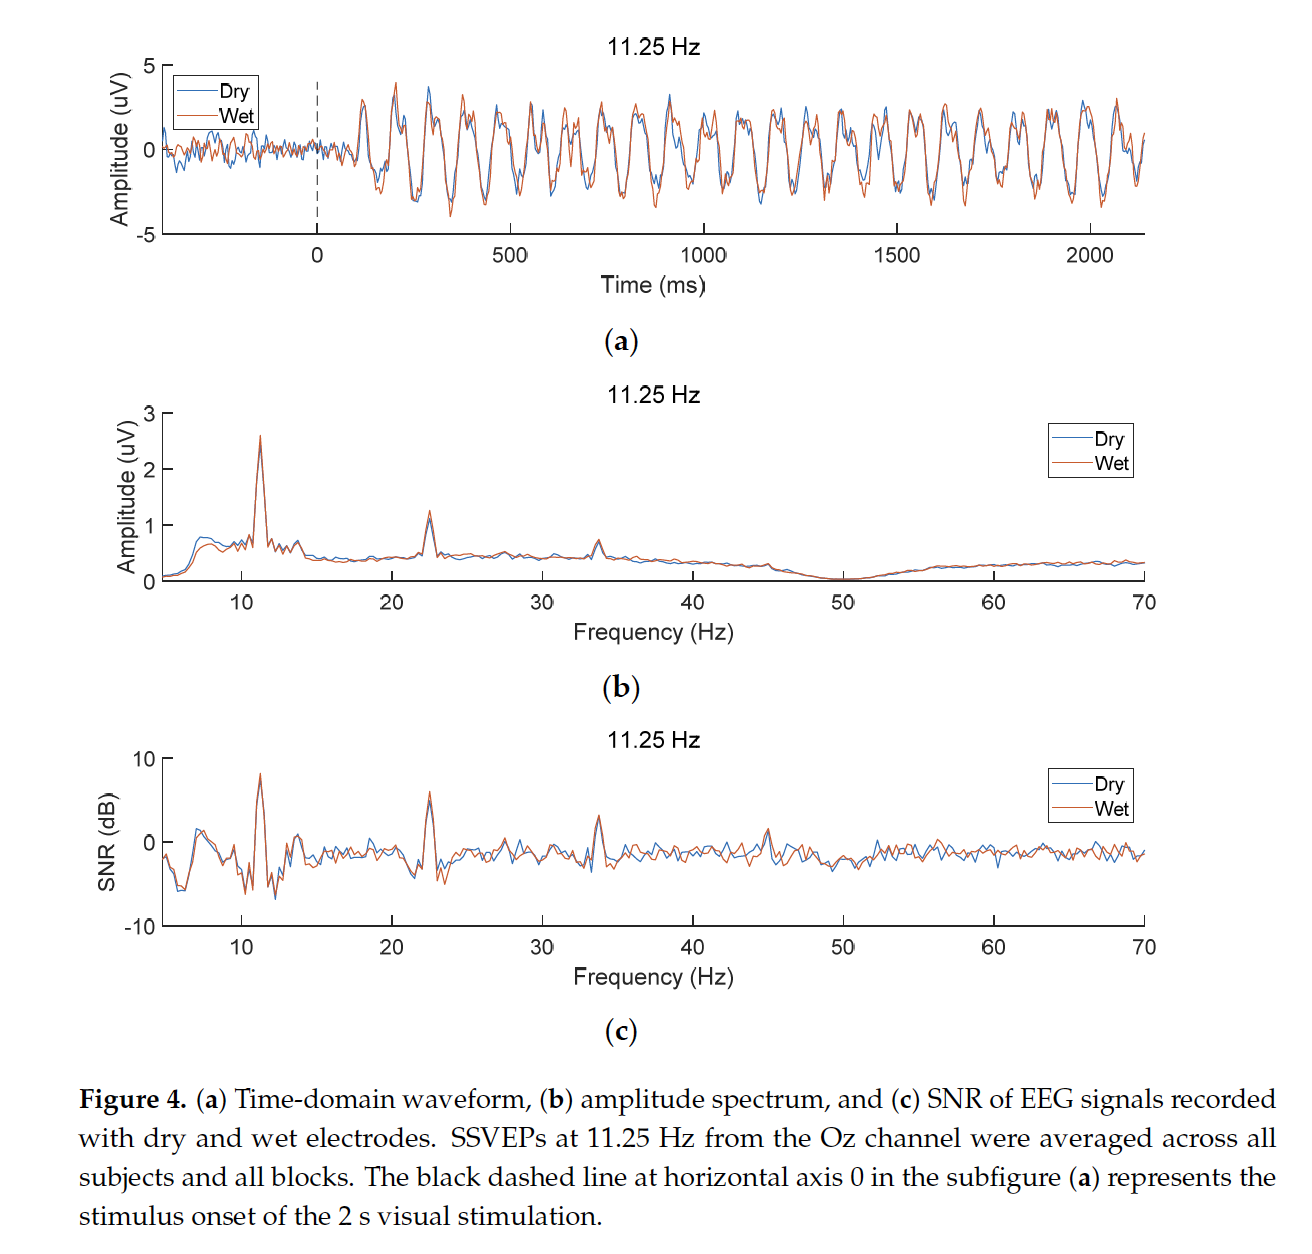 11.25 Hz
5
0
-5
Amplitude (uV)
Dry
Wet
0
500
1000
1500
2000
Time (ms)
(a)
11.25 Hz
3
2
1
0
Amplitude (uV)
Dry
Wet
10
20
30
40
50
60
70
Frequency (Hz)
(b)
11.25 Hz
10
0
-10
SNR (dB)
Dry
Wet
10
20
30
40
50
60
70
Frequency (Hz)
(c)
Figure 4. (a) Time-domain waveform, (b) amplitude spectrum, and (c) SNR of EEG signals recorded
with dry and wet electrodes. SSVEPs at 11.25 Hz from the Oz channel were averaged across all
subjects and all blocks. The black dashed line at horizontal axis 0 in the subfigure (a) represents the
stimulus onset of the 2 s visual stimulation.